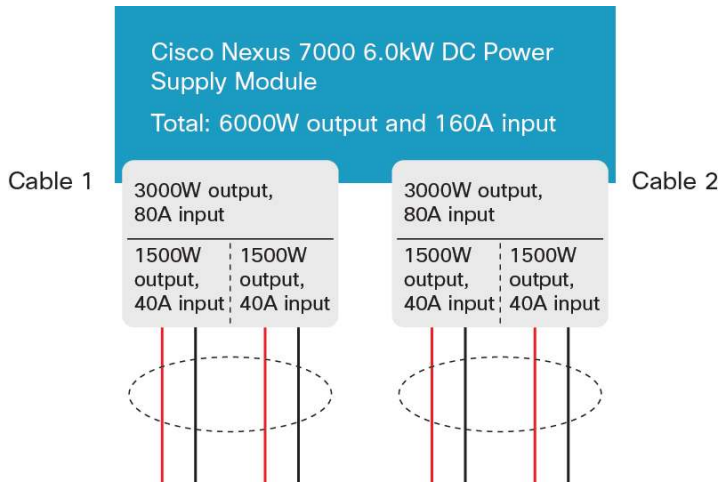 Cisco Nexus 7000 6.0kW DC Power
Supply Module
Total: 6000W output and 160A input
Cable 1
3000W output,
80A input
1500W
output,
40A input
1500W
output,
40A input
Cable 2
3000W output,
80A input
1500W
output,
40A input
1500W
output,
40A input